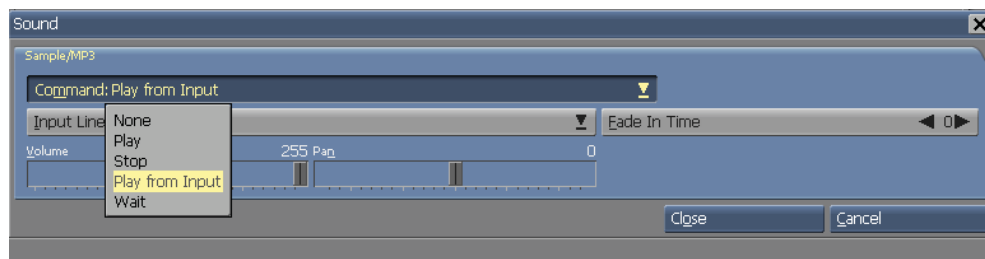 Sound
Sample/MP3
Command: Play from Input
Input Line
Fade In Time 0
None
Play
Stop
Play from Input
Wait
Volume 255 Pan 0
Close Cancel